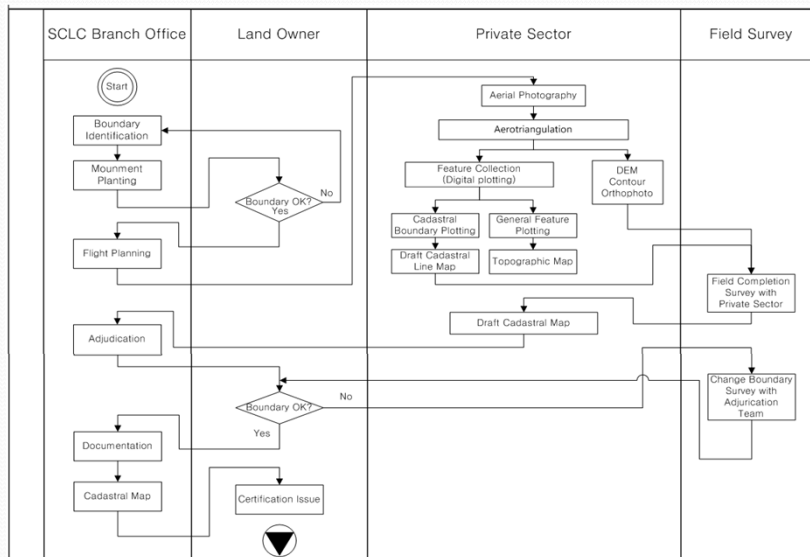 SCLC Branch Office
Land Owner
Private Sector
Field Survey
Start
Boundary
Identification
Mounment
Planting
Boundary OK?
Yes
No
Flight Planning
Aerial Photography
Aerotriangulation
Feature Collection
(Digital plotting)
DEM
Contour
Orthophoto
Cadastral
Boundary Plotting
General Feature
Plotting
Draft Cadastral
Line Map
Topographic Map
Field Completion
Survey with
Private Sector
Draft Cadastral Map
Adjudication
Boundary OK?
No
Yes
Change Boundary
Survey with
Adjurication
Team
Documentation
Cadastral Map
Certification Issue